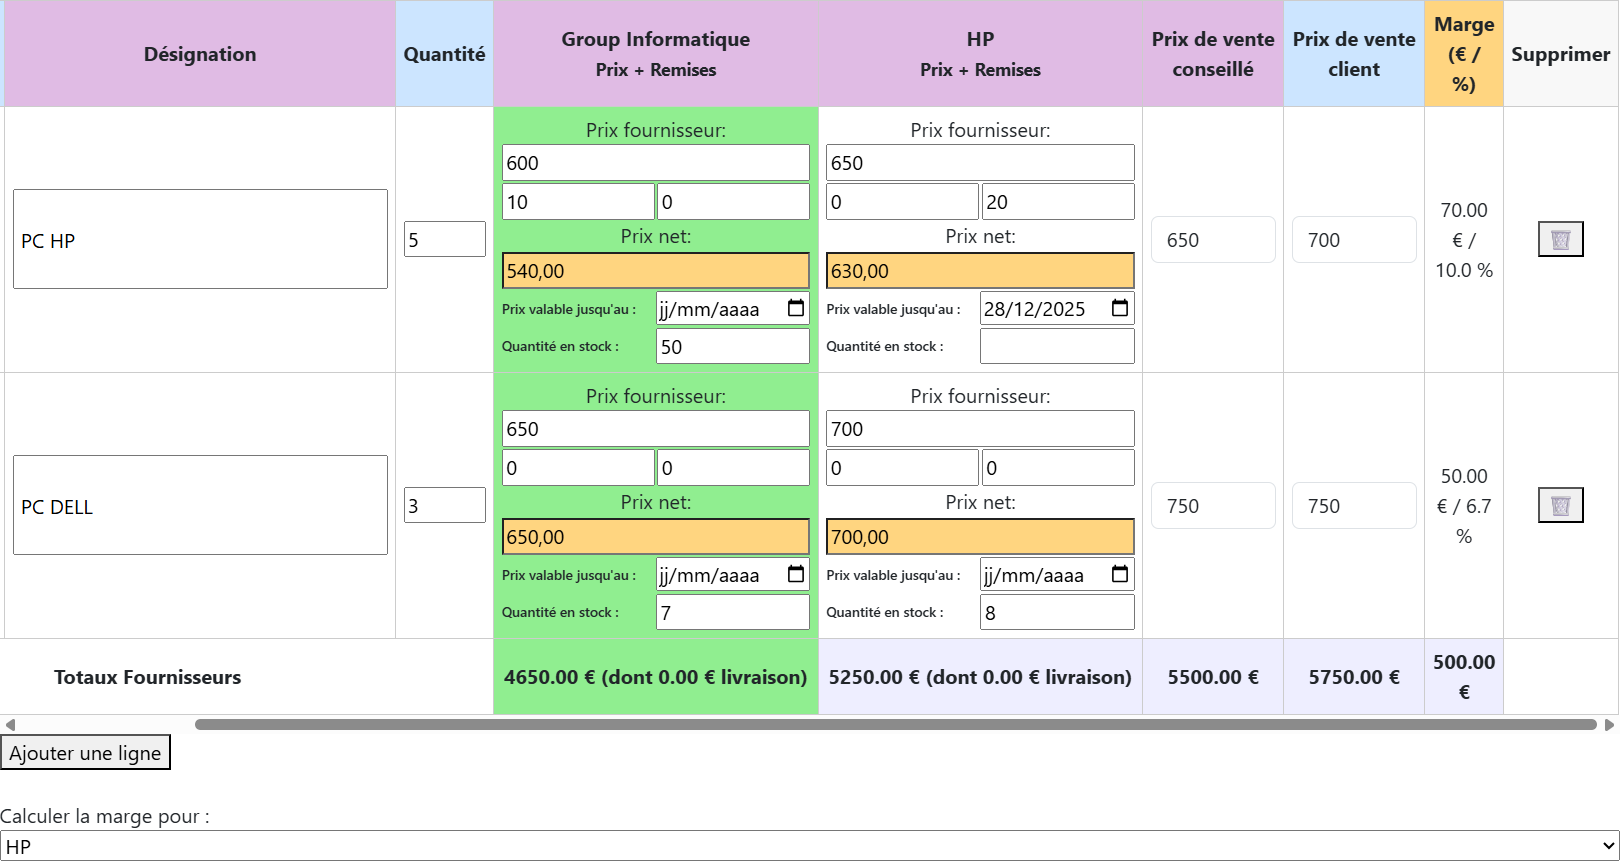 Désignation
Quantité
Group Informatique
Prix + Remises
HP
Prix + Remises
Prix de vente
conseillé
Prix de vente
client
Marge
(€ /
%)
Supprimer
PC HP
5
Prix fournisseur:
600
10
0
Prix net:
540,00
Prix valable jusqu'au :
jj/mm/aaaa
Quantité en stock :
50
Prix fournisseur:
650
0
20
Prix net:
630,00
Prix valable jusqu'au :
28/12/2025
Quantité en stock :
650
700
70.00
€ /
10.0 %
PC DELL
3
Prix fournisseur:
650
0
0
Prix net:
650,00
Prix valable jusqu'au :
jj/mm/aaaa
Quantité en stock :
7
Prix fournisseur:
700
0
0
Prix net:
700,00
Prix valable jusqu'au :
jj/mm/aaaa
Quantité en stock :
8
750
750
50.00
€ / 6.7
%
Totaux Fournisseurs
4650.00 € (dont 0.00 € livraison)
5250.00 € (dont 0.00 € livraison)
5500.00 €
5750.00 €
500.00
€
Ajouter une ligne
Calculer la marge pour :
HP